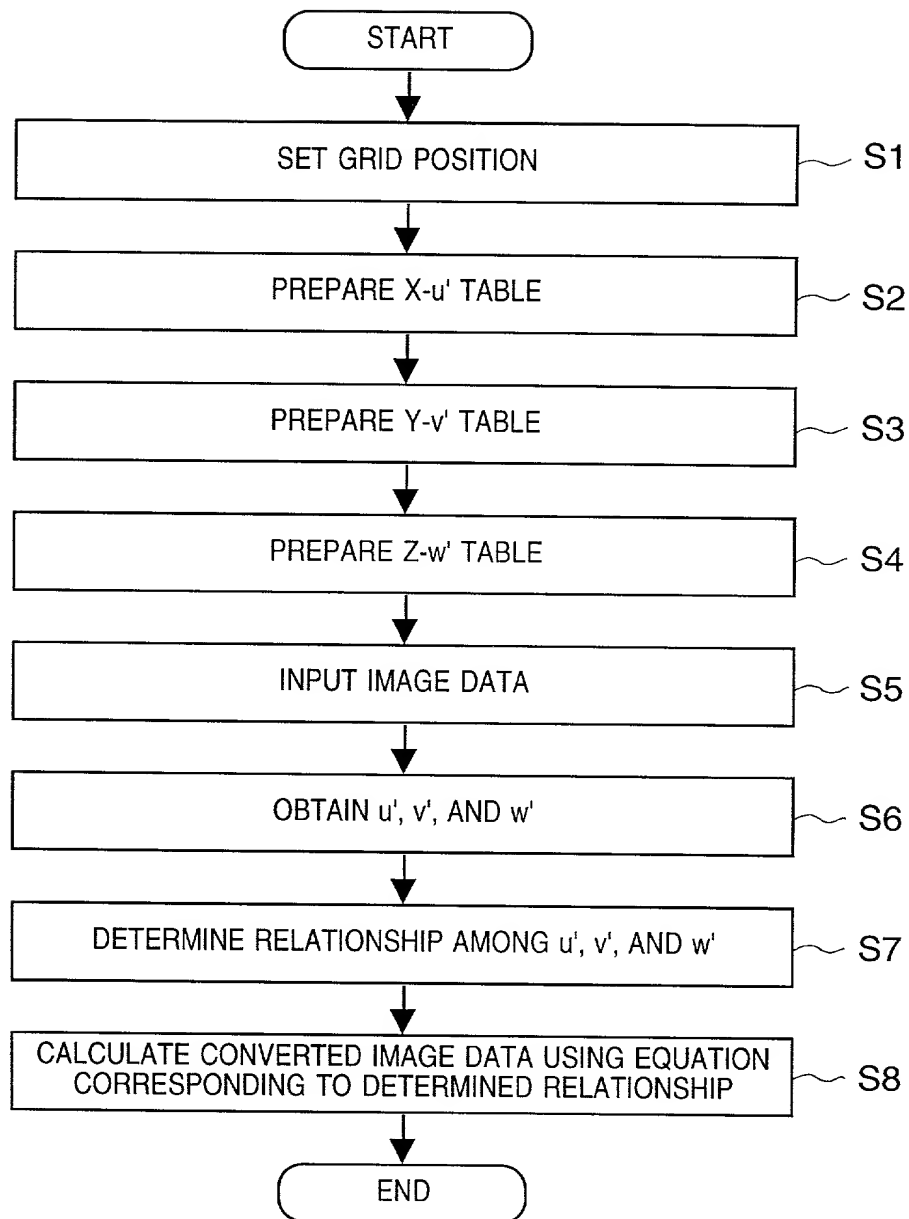 START
SET GRID POSITION
S1
PREPARE X-u' TABLE
S2
PREPARE Y-v' TABLE
S3
PREPARE Z-w' TABLE
S4
INPUT IMAGE DATA
S5
OBTAIN u', v', AND w'
S6
DETERMINE RELATIONSHIP AMONG u', v', AND w'
S7
CALCULATE CONVERTED IMAGE DATA USING EQUATION
CORRESPONDING TO DETERMINED RELATIONSHIP
S8
END